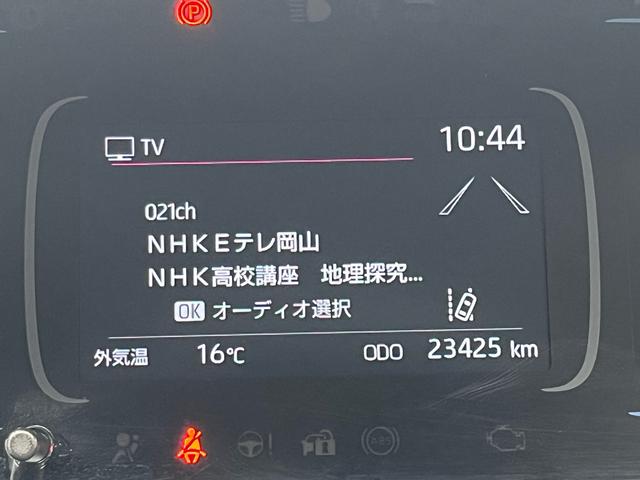 P
TV
10:44
021ch
NHKEテレ岡山
NHK高校講座 地理探究...
OK オーディオ選択
外気温 16℃ ODO 23425 km
ABS